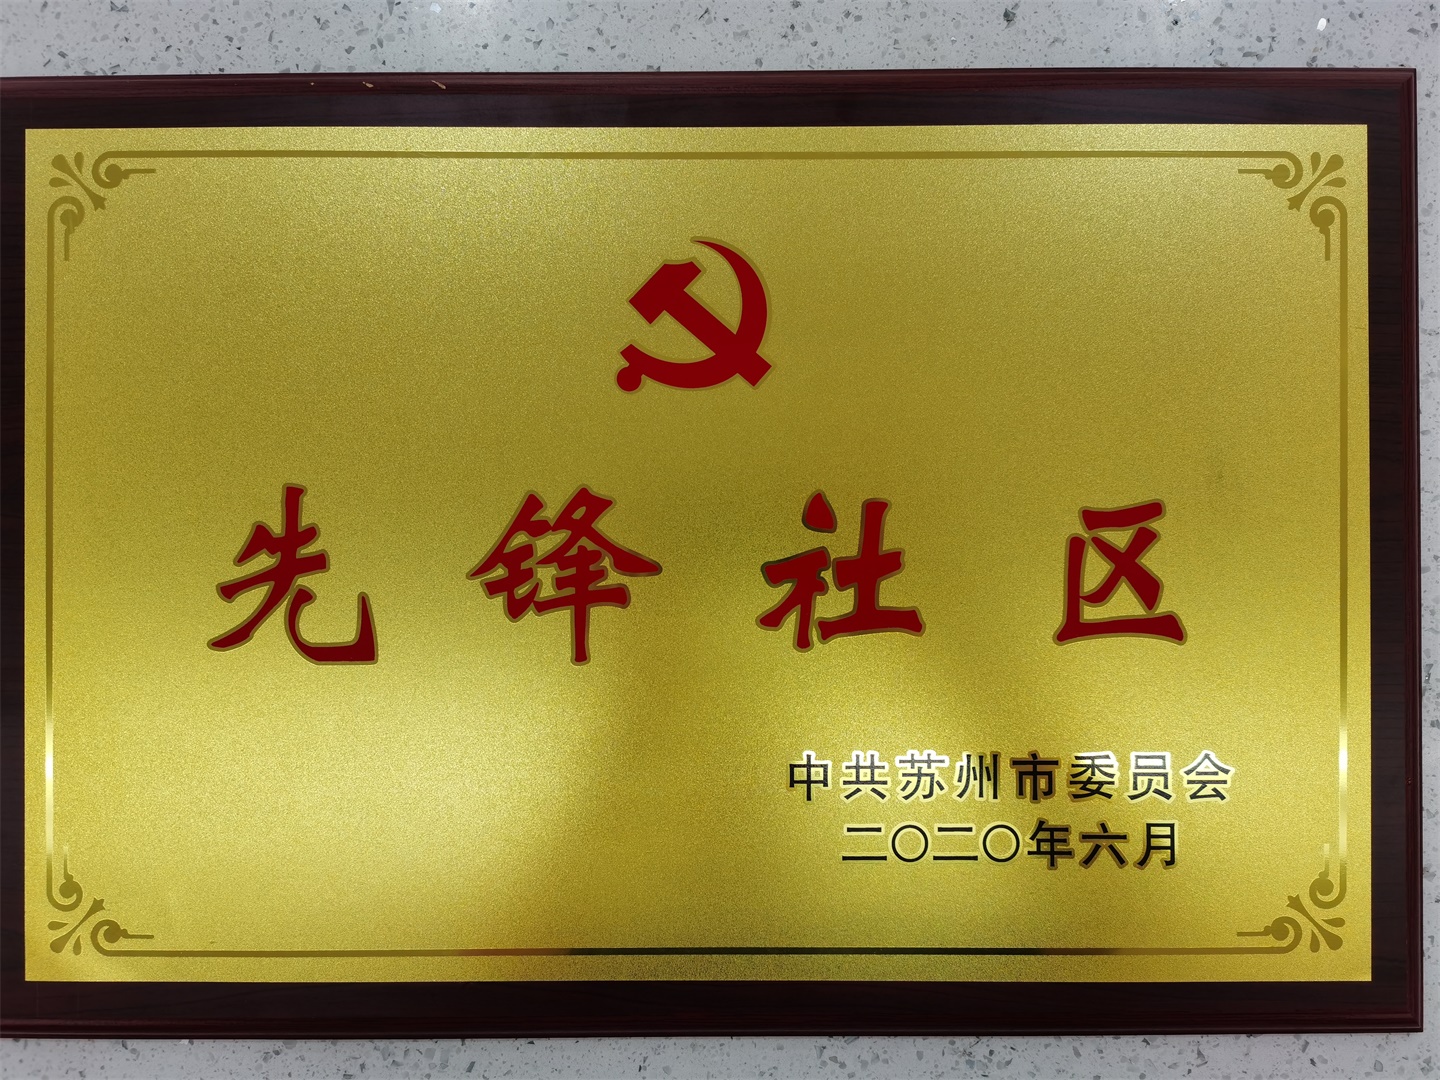 先锋社区
中共苏州市委员会
二〇二〇年六月